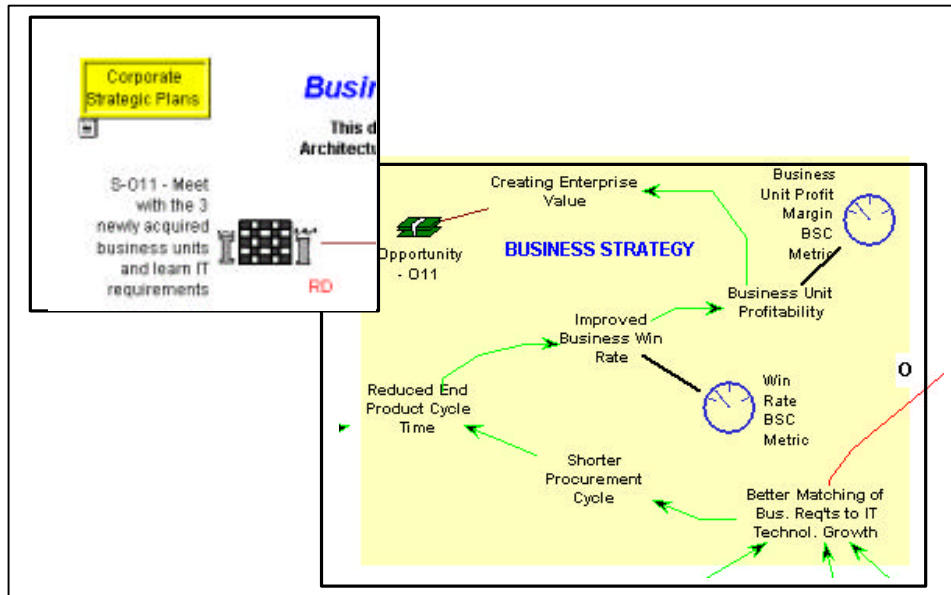 Corporate
Strategic Plans
Busin
This d
Architectu
S-O11 - Meet
with the 3
newly acquired
business units
and learn IT
requirements
RD
Creating Enterprise
Value
Opportunity
- O11
BUSINESS STRATEGY
Business
Unit Profit
Margin
BSC
Metric
Business Unit
Profitability
Improved
Business Win
Rate
O
Reduced End
Product Cycle
Time
Win
Rate
BSC
Metric
Shorter
Procurement
Cycle
Better Matching of
Bus. Req'ts to IT
Technol. Growth